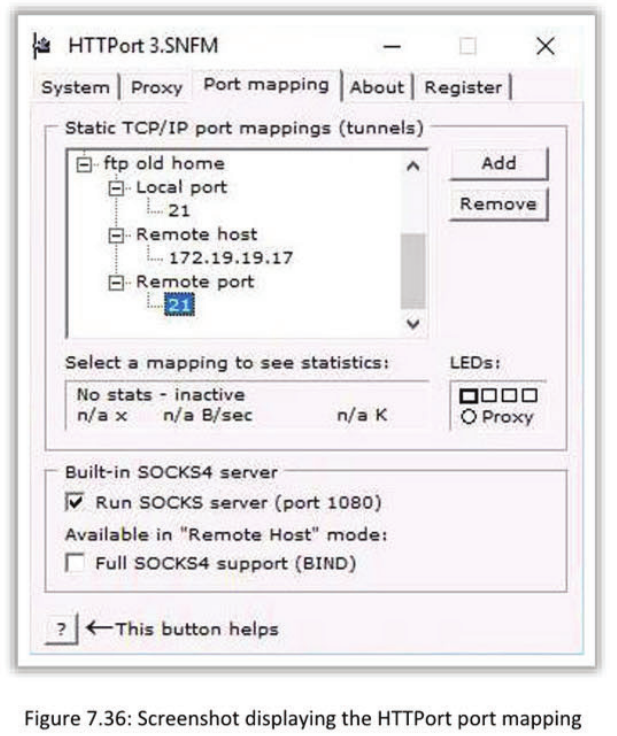 HTTPort 3.SNFM
System Proxy Port mapping About Register
Static TCP/IP port mappings (tunnels)
ftp old home
Local port
21
Remote host
172.19.19.17
Remote port
21
Add
Remove
Select a mapping to see statistics:
No stats - inactive
n/a x n/a B/sec n/a K
LEDs:
Proxy
Built-in SOCKS4 server
Run SOCKS server (port 1080)
Available in "Remote Host" mode:
Full SOCKS4 support (BIND)
? ←This button helps
Figure 7.36: Screenshot displaying the HTTPort port mapping